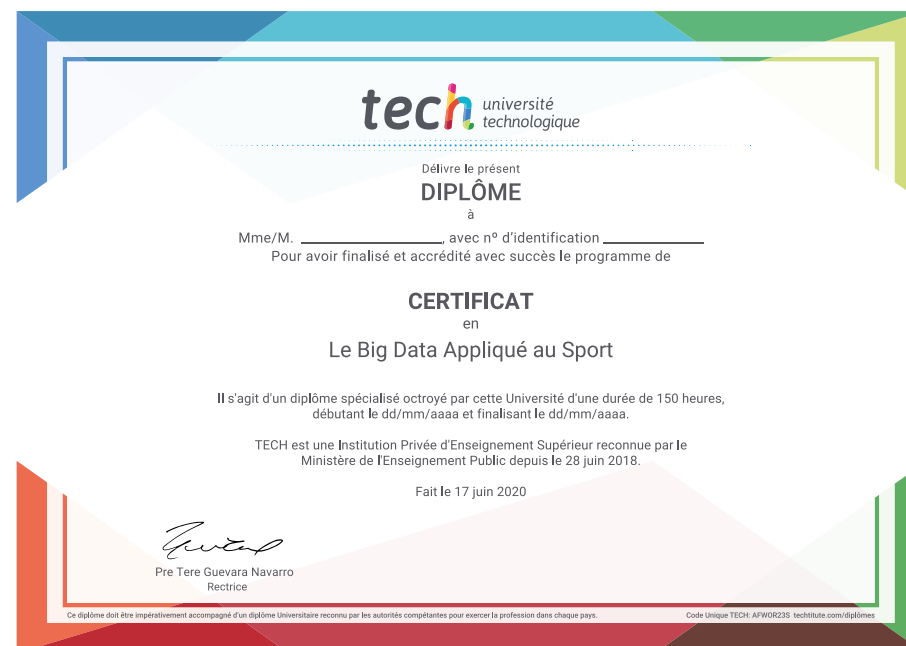 tech université
technologique
Délivre le présent
DIPLÔME
à
Mme/M. ____________________, avec nº d'identification ______________
Pour avoir finalisé et accrédité avec succès le programme de
CERTIFICAT
en
Le Big Data Appliqué au Sport
Il s'agit d'un diplôme spécialisé octroyé par cette Université d'une durée de 150 heures,
débutant le dd/mm/aaaa et finalisant le dd/mm/aaaa.
TECH est une Institution Privée d'Enseignement Supérieur reconnue par le
Ministère de l'Enseignement Public depuis le 28 juin 2018.
Fait le 17 juin 2020
Pre Tere Guevara Navarro
Rectrice
Ce diplôme doit être impérativement accompagné d'un diplôme Universitaire reconnu par les autorités compétantes pour exercer la profession dans chaque pays.
Code Unique TECH: AFWOR23S techtitute.com/diplômes